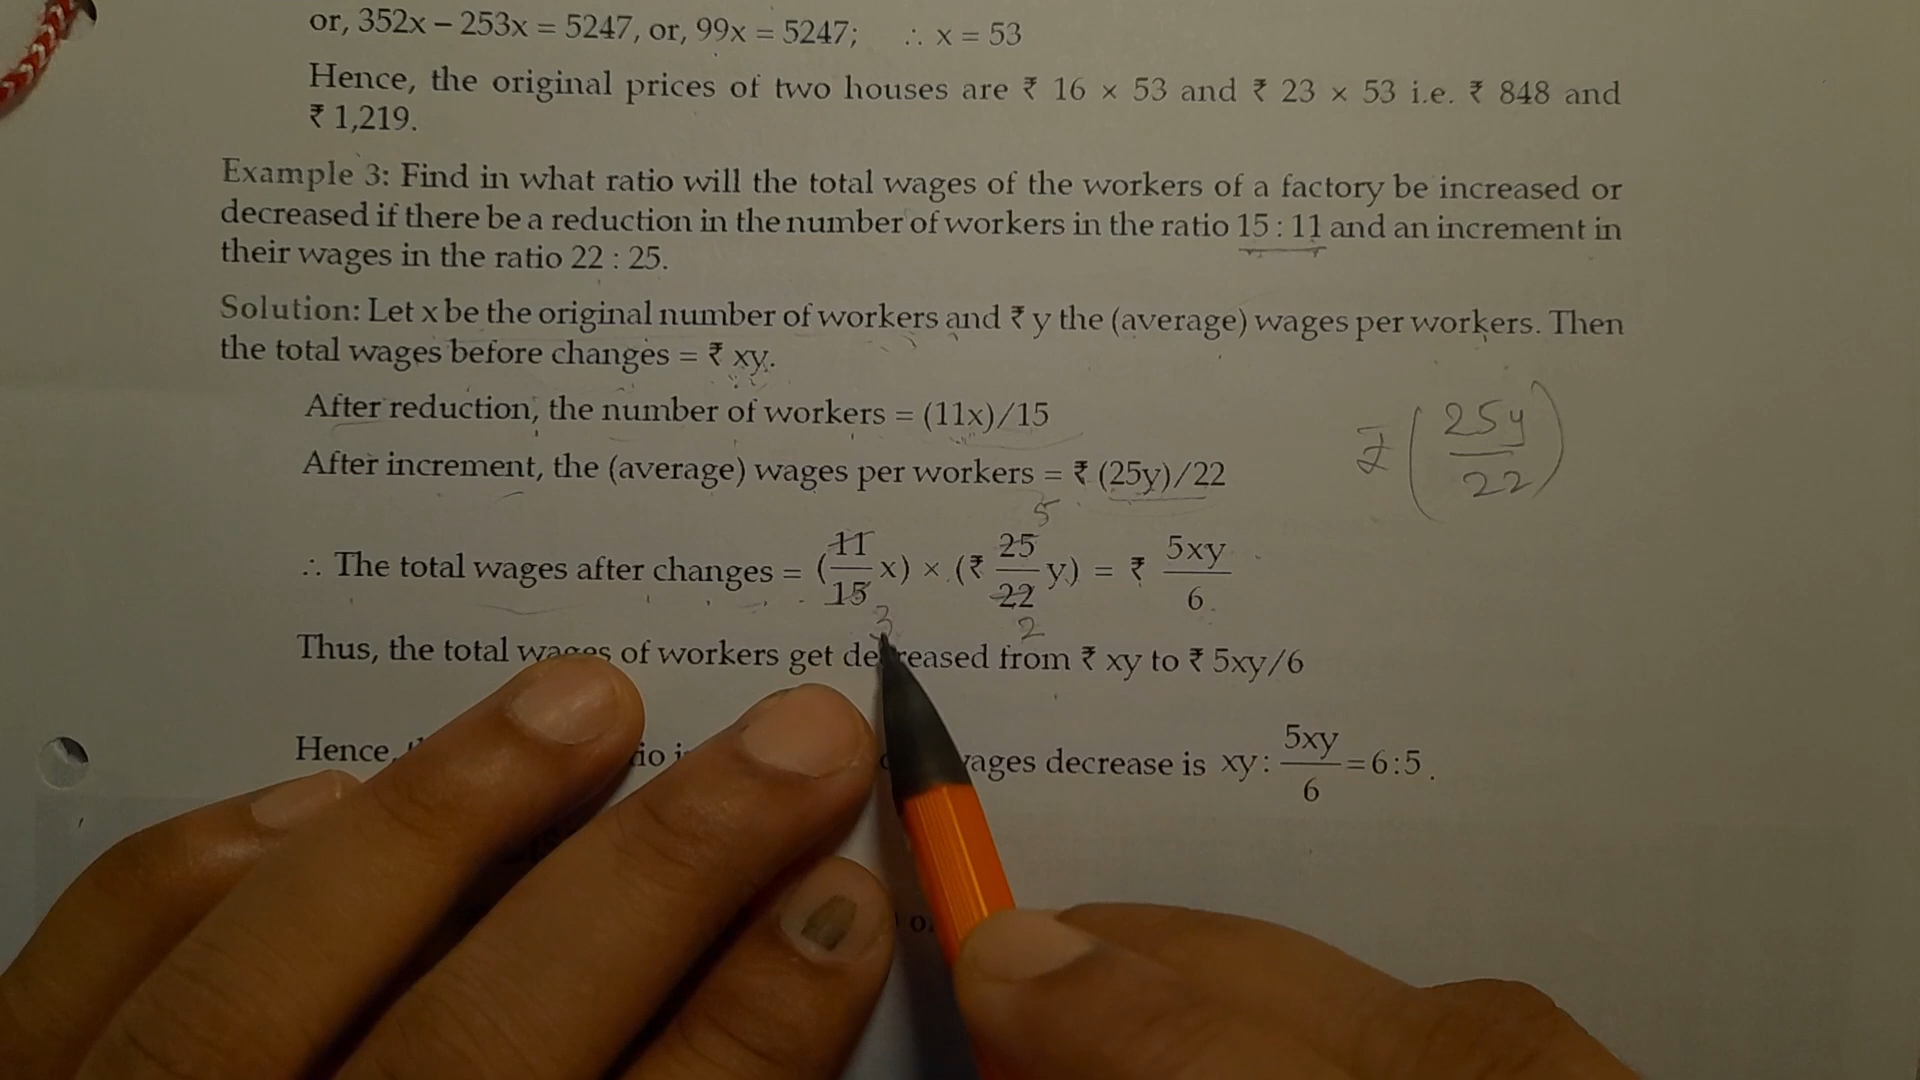 or, 352x – 253x = 5247, or, 99x = 5247; ∴ x = 53
Hence, the original prices of two houses are ₹ 16 × 53 and ₹ 23 × 53 i.e. ₹ 848 and
₹ 1,219.
Example 3: Find in what ratio will the total wages of the workers of a factory be increased or
decreased if there be a reduction in the number of workers in the ratio 15 : 11 and an increment in
their wages in the ratio 22 : 25.
Solution: Let x be the original number of workers and ₹ y the (average) wages per workers. Then
the total wages before changes = ₹ xy.
After reduction, the number of workers = (11x)/15
₹ (25y/22)
After increment, the (average) wages per workers = ₹ (25y)/22
5
∴ The total wages after changes = (11/15 x) × (₹ 25/22 y) = ₹ 5xy/6
3 2
Thus, the total wages of workers get decreased from ₹ xy to ₹ 5xy/6
Hence, wages decrease is xy : 5xy/6 = 6:5.